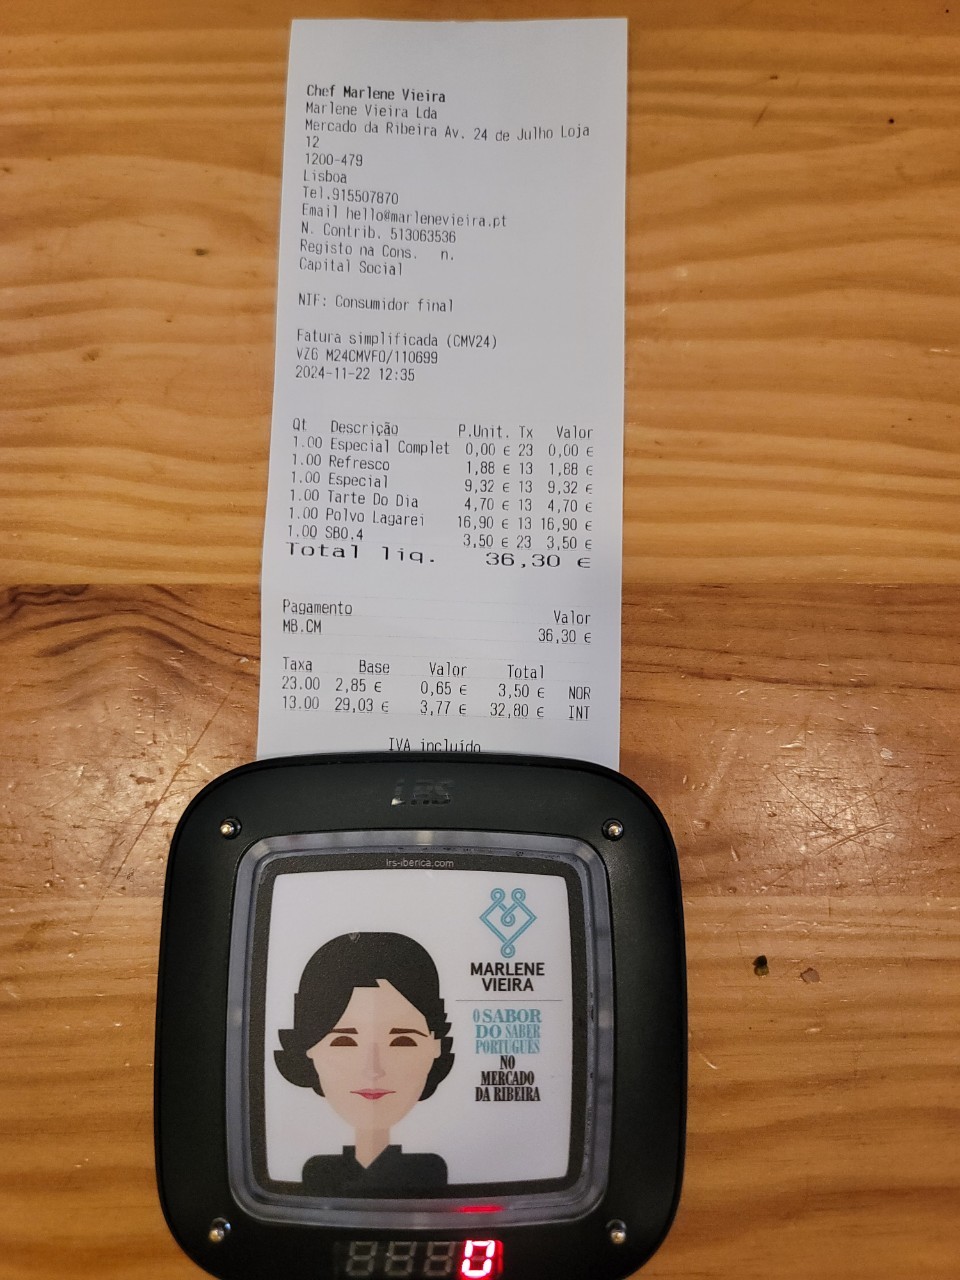 Chef Marlene Vieira
Marlene Vieira Lda
Mercado da Ribeira Av. 24 de Julho Loja
12
1200-479
Lisboa
Tel.915507870
Email hello@marlenevieira.pt
N. Contrib. 513063536
Registo na Cons. n.
Capital Social
NIF: Consumidor final
Fatura simplificada (CMV24)
VZ6 M24CMVFO/110699
2024-11-22 12:35
Qt Descrição P.Unit. Tx Valor
1.00 Especial Complet 0,00 € 23 0,00 €
1.00 Refresco 1,88 € 13 1,88 €
1.00 Especial 9,32 € 13 9,32 €
1.00 Tarte Do Dia 4,70 € 13 4,70 €
1.00 Polvo Lagarei 16,90 € 13 16,90 €
1.00 SBO.4 3,50 € 23 3,50 €
Total liq. 36,30 €
Pagamento Valor
MB.CM 36,30 €
Taxa Base Valor Total
23.00 2,85 € 0,65 € 3,50 € NOR
13.00 29,03 € 3,77 € 32,80 € INT
IVA incluído
LRS
lrs-iberica.com
MARLENE
VIEIRA
O SABOR
DO SABER
PORTUGUÊS
NO
MERCADO
DA RIBEIRA
0